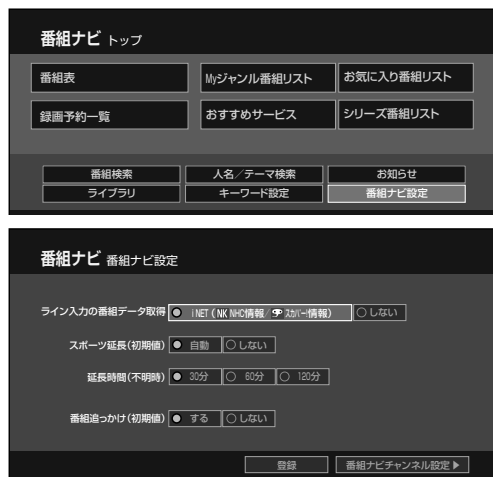 番組ナビ トップ
番組表 Myジャンル番組リスト お気に入り番組リスト
録画予約一覧 おすすめサービス シリーズ番組リスト
番組検索 人名／テーマ検索 お知らせ
ライブラリ キーワード設定 番組ナビ設定
番組ナビ 番組ナビ設定
ライン入力の番組データ取得 ● iNET ( NK NHC情報／ スカパー!情報) ○ しない
スポーツ延長(初期値) ● 自動 ○ しない
延長時間(不明時) ● 30分 ○ 60分 ○ 120分
番組追っかけ(初期値) ● する ○ しない
登録 番組ナビチャンネル設定▶